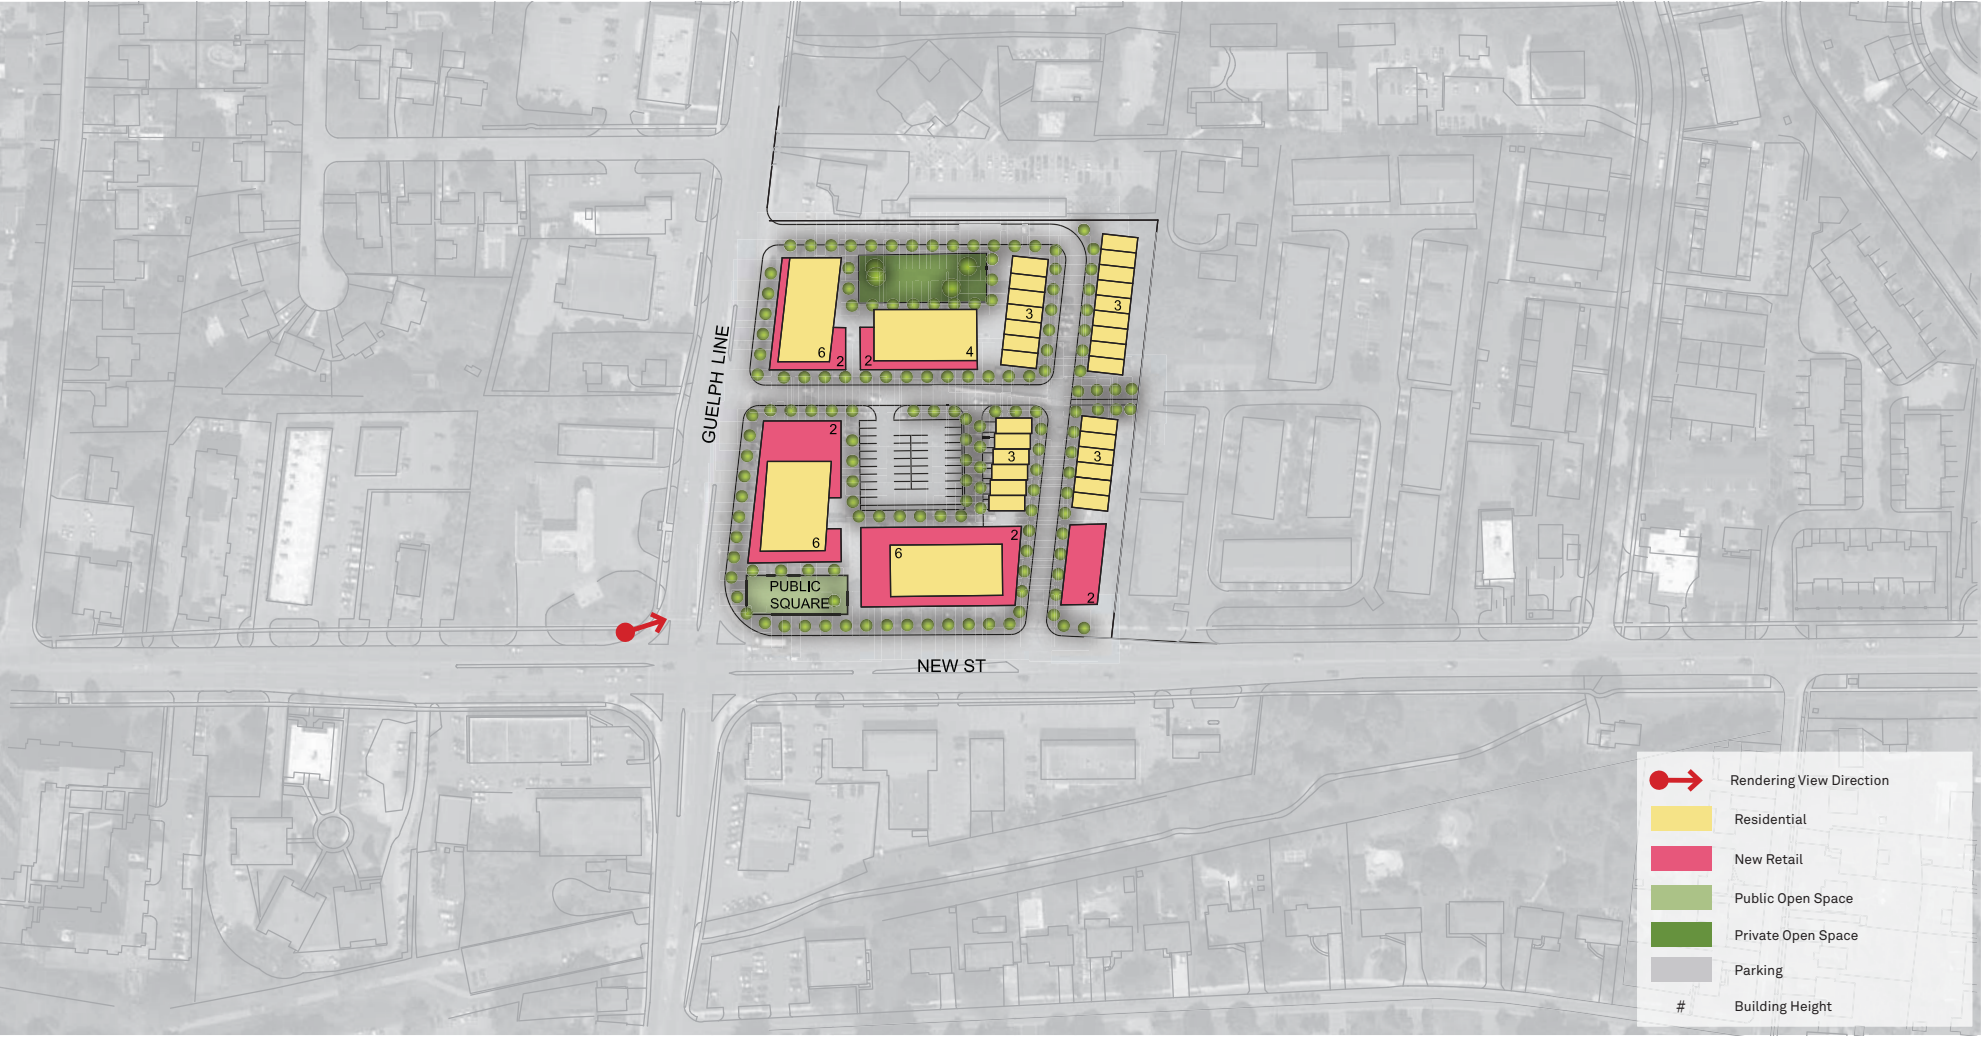 3
3
6
2
2
4
GUELPH LINE
2
3
3
6
6
2
PUBLIC
SQUARE
2
NEW ST
Rendering View Direction
Residential
New Retail
Public Open Space
Private Open Space
Parking
# Building Height